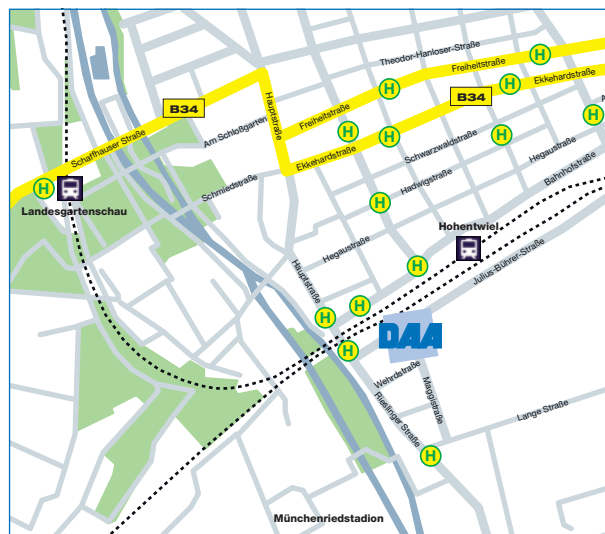 Theodor-Hanloser-Straße
H
Freiheitstraße
Ekkehardstraße
H
H
B34
B34
Hauptstraße
Freiheitstraße
H
A
Schaffhauser Straße
Am Schloßgarten
H
H
H
Schwarzwaldstraße
Hegaustraße
Ekkehardstraße
Bahnhofstraße
Schmiedstraße
Hadwigstraße
H
H
Landesgartenschau
Hohentwiel
Hegaustraße
Hauptstraße
H
Julius-Bührer-Straße
H
H
DAA
H
Wehrdstraße
Maggistraße
Rieslinger Straße
Lange Straße
H
Münchenriedstadion